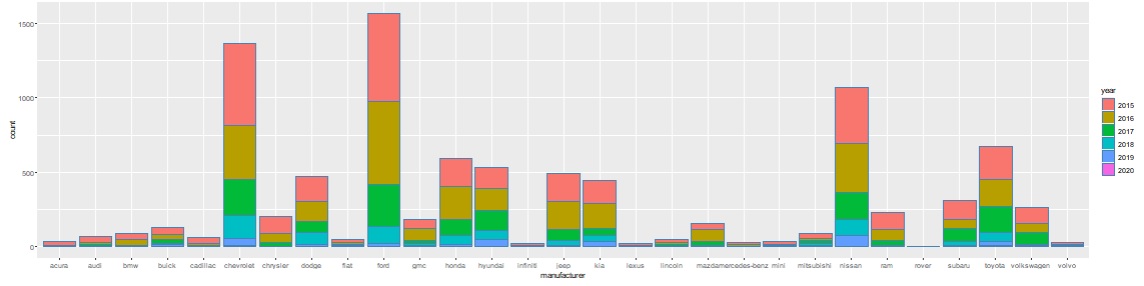 1500
1000
500
0
count
acura audi bmw buick cadillac chevrolet chrysler dodge fiat ford gmc honda hyundai infiniti jeep kia lexus lincoln mazda mercedes-benz mini mitsubishi nissan ram rover subaru toyota volkswagen volvo
manufacturer
year
2015
2016
2017
2018
2019
2020